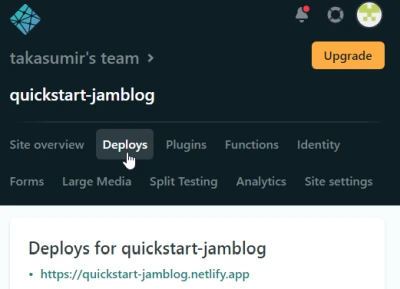 takasumir's team >
Upgrade
quickstart-jamblog
Site overview Deploys Plugins Functions Identity
Forms Large Media Split Testing Analytics Site settings
Deploys for quickstart-jamblog
• https://quickstart-jamblog.netlify.app